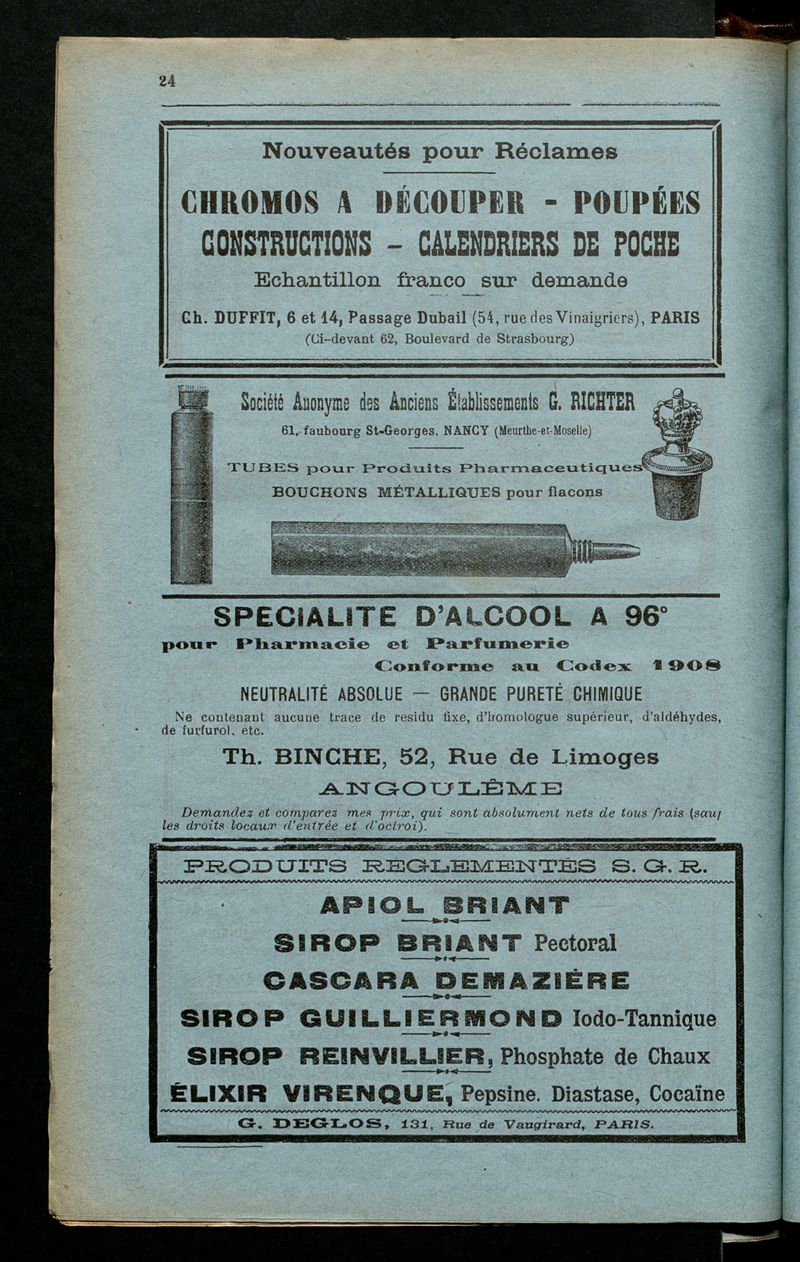 24
Nouveautés pour Réclames
CHROMOS A DÉCOUPER - POUPÉES
CONSTRUCTIONS - CALENDRIERS DE POCHE
Echantillon franco sur demande
Ch. DUFFIT, 6 et 14, Passage Dubail (54, rue des Vinaigriers), PARIS
(Ci-devant 62, Boulevard de Strasbourg)
Société Anonyme des Anciens Établissements G. RICHTER
61, faubourg St-Georges, NANCY (Meurthe-et-Moselle)
TUBES pour Produits Pharmaceutiques
BOUCHONS MÉTALLIQUES pour flacons
SPECIALITE D'ALCOOL A 96°
pour Pharmacie et Parfumerie
Conforme au Codex 1908
NEUTRALITÉ ABSOLUE — GRANDE PURETÉ CHIMIQUE
Ne contenant aucune trace de residu fixe, d'homologue supérieur, d'aldéhydes,
de furfurol, etc.
Th. BINCHE, 52, Rue de Limoges
ANGOULÊME
Demandez et comparez mes prix, qui sont absolument nets de tous frais (sauf
les droits locaux d'entrée et d'octroi).
PRODUITS RÉGLEMENTÉS S. G. R.
APIOL BRIANT
SIROP BRIANT Pectoral
CASCARA DEMAZIÈRE
SIROP GUILLIERMOND Iodo-Tannique
SIROP REINVILLIER, Phosphate de Chaux
ÉLIXIR VIRENQUE, Pepsine. Diastase, Cocaïne
G. DEGLOS, 131, Rue de Vaugirard, PARIS.